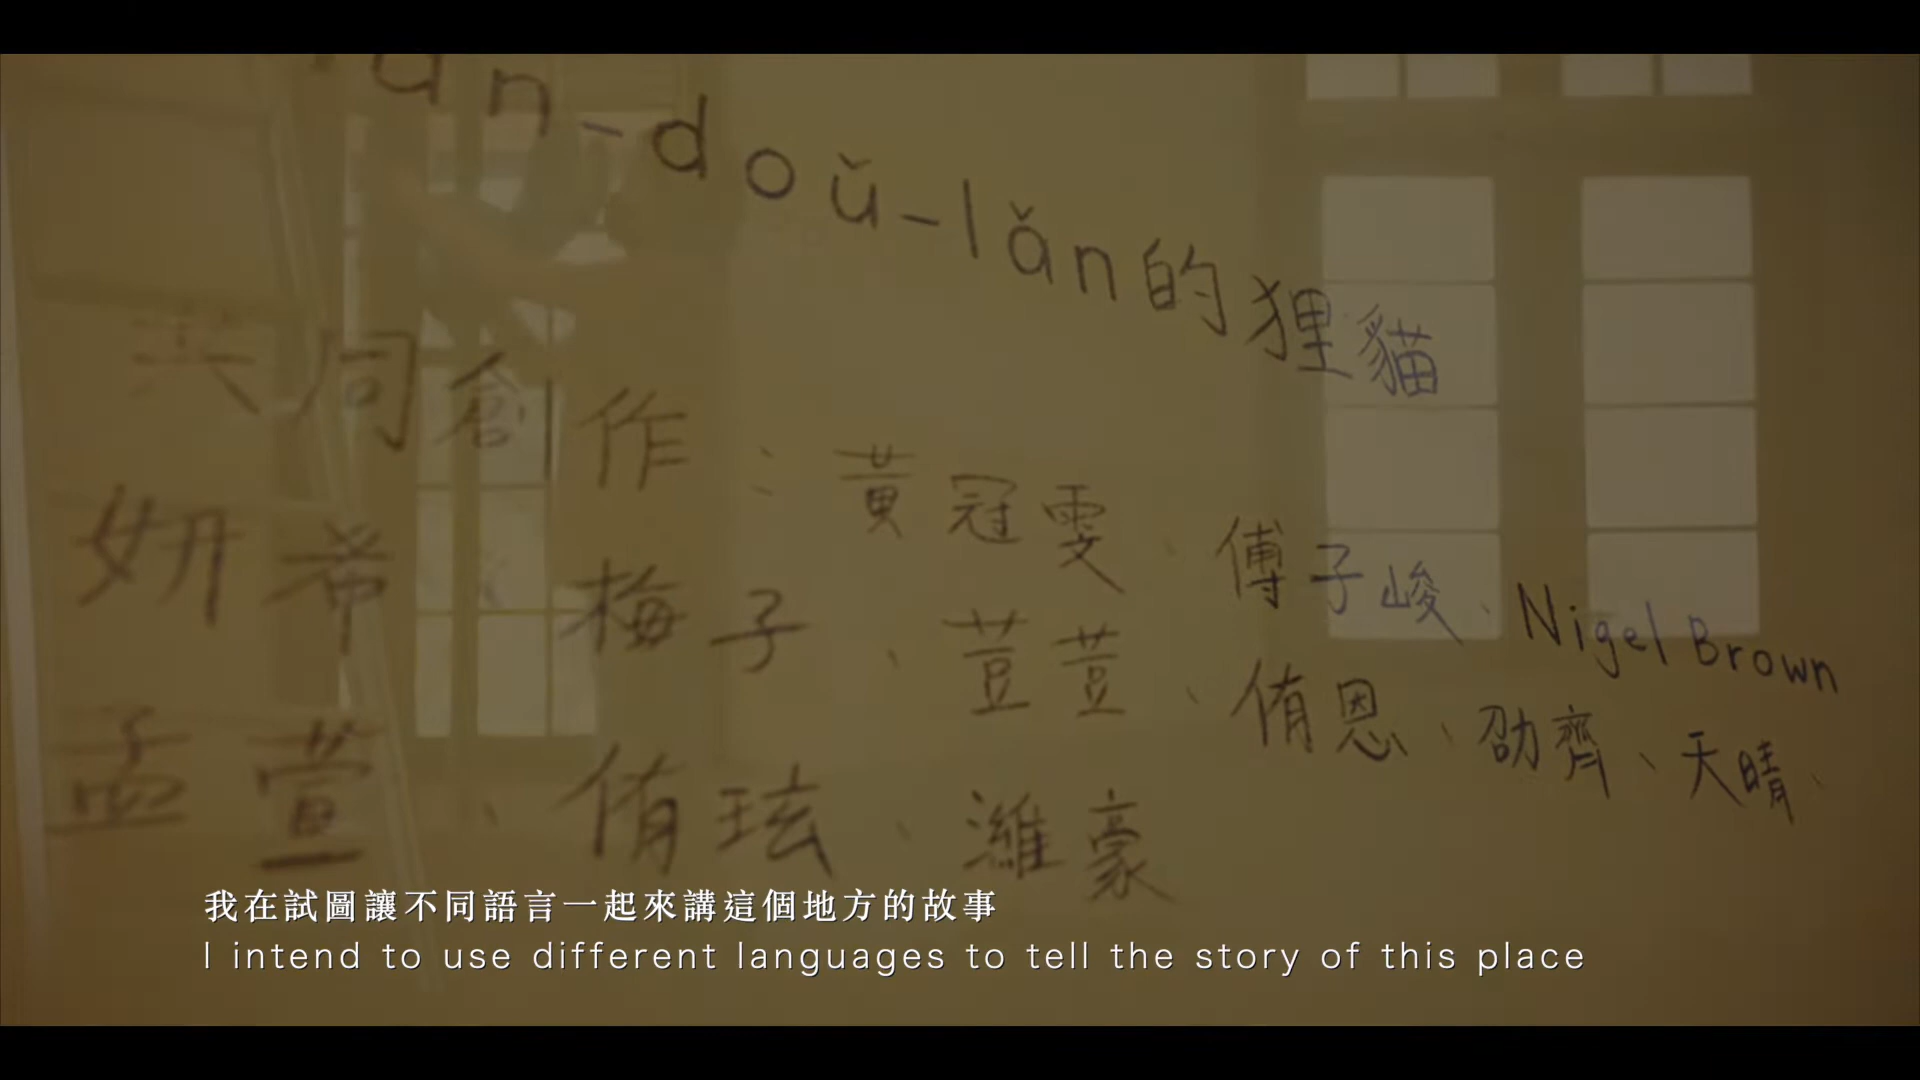 un-doŭ-lăn的狸貓
共同創作：黃冠雯、傅子峻、Nigel Brown
妍希 梅子、荳荳、侑恩、劭齊、天晴、
孟萱、侑玹、濰豪
我在試圖讓不同語言一起來講這個地方的故事
I intend to use different languages to tell the story of this place